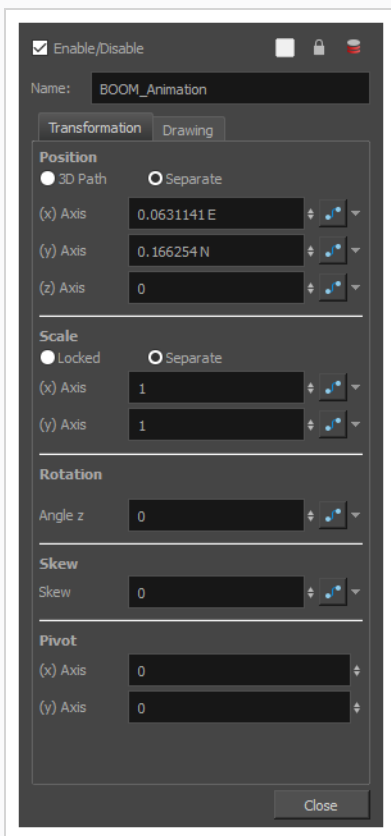 Enable/Disable
Name: BOOM_Animation
Transformation Drawing
Position
3D Path Separate
(x) Axis 0.0631141 E
(y) Axis 0.166254 N
(z) Axis 0
Scale
Locked Separate
(x) Axis 1
(y) Axis 1
Rotation
Angle z 0
Skew
Skew 0
Pivot
(x) Axis 0
(y) Axis 0
Close